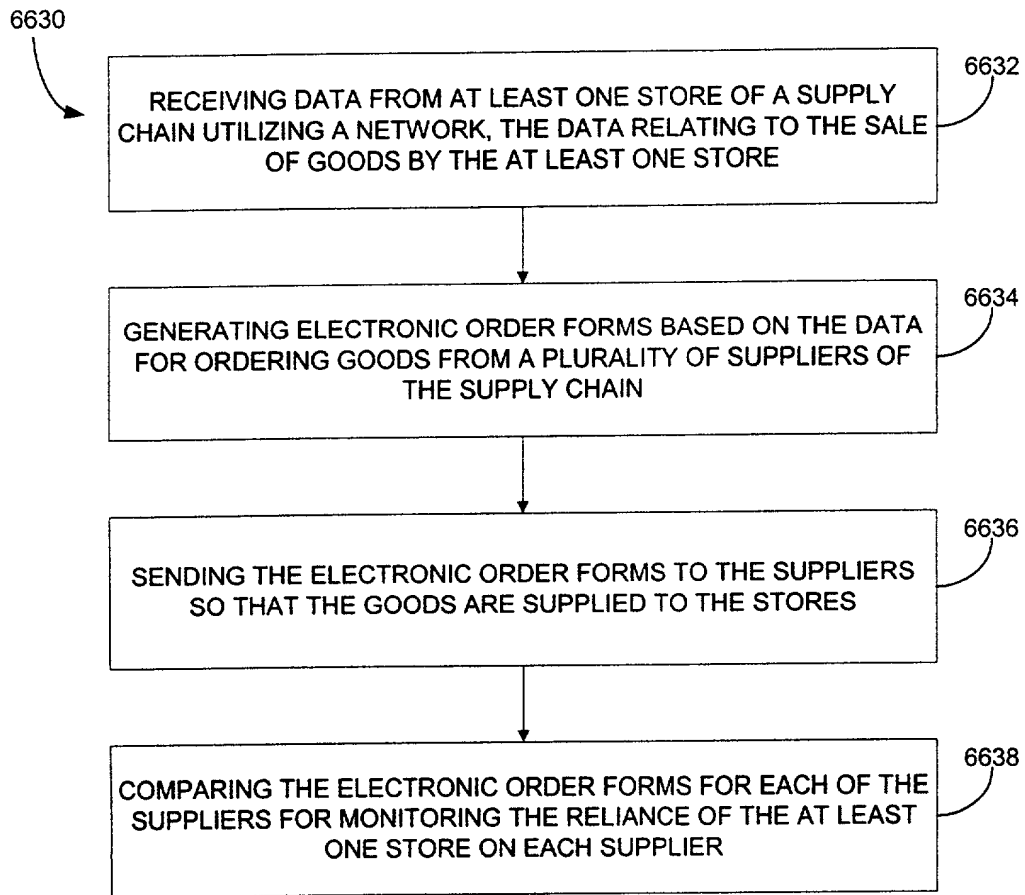 6630
6632
RECEIVING DATA FROM AT LEAST ONE STORE OF A SUPPLY
CHAIN UTILIZING A NETWORK, THE DATA RELATING TO THE SALE
OF GOODS BY THE AT LEAST ONE STORE
6634
GENERATING ELECTRONIC ORDER FORMS BASED ON THE DATA
FOR ORDERING GOODS FROM A PLURALITY OF SUPPLIERS OF
THE SUPPLY CHAIN
6636
SENDING THE ELECTRONIC ORDER FORMS TO THE SUPPLIERS
SO THAT THE GOODS ARE SUPPLIED TO THE STORES
6638
COMPARING THE ELECTRONIC ORDER FORMS FOR EACH OF THE
SUPPLIERS FOR MONITORING THE RELIANCE OF THE AT LEAST
ONE STORE ON EACH SUPPLIER